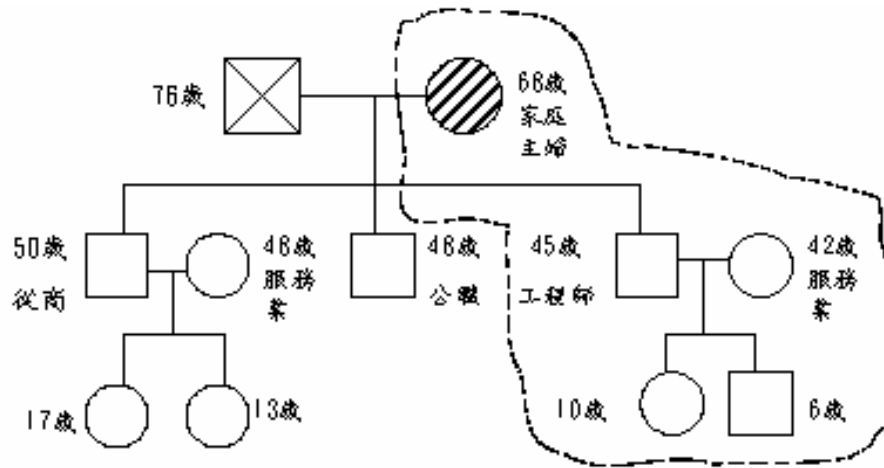 76歲
66歲
家庭
主婦
50歲
從商
46歲
服務
業
46歲
公職
45歲
工程師
42歲
服務
業
17歲
13歲
10歲
6歲